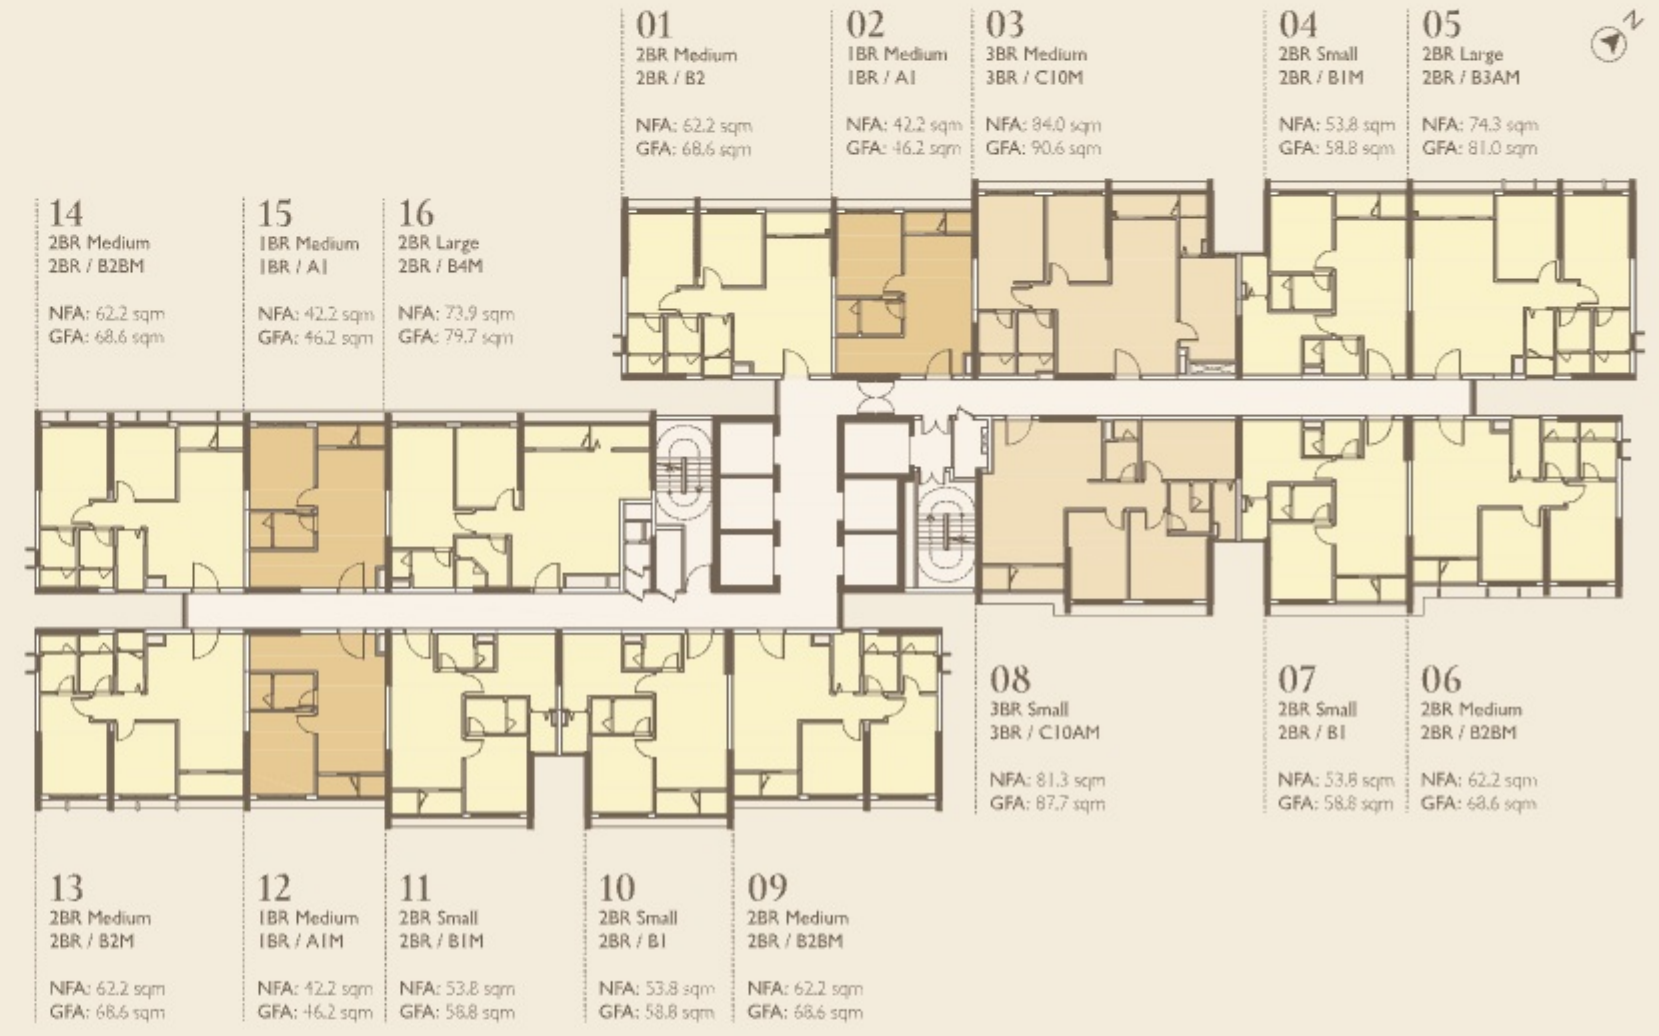 01
2BR Medium
2BR / B2
NFA: 62.2 sqm
GFA: 68.6 sqm
02
1BR Medium
1BR / A1
NFA: 42.2 sqm
GFA: 46.2 sqm
03
3BR Medium
3BR / C10M
NFA: 84.0 sqm
GFA: 90.6 sqm
04
2BR Small
2BR / B1M
NFA: 53.8 sqm
GFA: 58.8 sqm
05
2BR Large
2BR / B3AM
NFA: 74.3 sqm
GFA: 81.0 sqm
N
14
2BR Medium
2BR / B2BM
NFA: 62.2 sqm
GFA: 68.6 sqm
15
1BR Medium
1BR / A1
NFA: 42.2 sqm
GFA: 46.2 sqm
16
2BR Large
2BR / B4M
NFA: 73.9 sqm
GFA: 79.7 sqm
08
3BR Small
3BR / C10AM
NFA: 81.3 sqm
GFA: 87.7 sqm
07
2BR Small
2BR / B1
NFA: 53.8 sqm
GFA: 58.8 sqm
06
2BR Medium
2BR / B2BM
NFA: 62.2 sqm
GFA: 68.6 sqm
13
2BR Medium
2BR / B2M
NFA: 62.2 sqm
GFA: 68.6 sqm
12
1BR Medium
1BR / A1M
NFA: 42.2 sqm
GFA: 46.2 sqm
11
2BR Small
2BR / B1M
NFA: 53.8 sqm
GFA: 58.8 sqm
10
2BR Small
2BR / B1
NFA: 53.8 sqm
GFA: 58.8 sqm
09
2BR Medium
2BR / B2BM
NFA: 62.2 sqm
GFA: 68.6 sqm